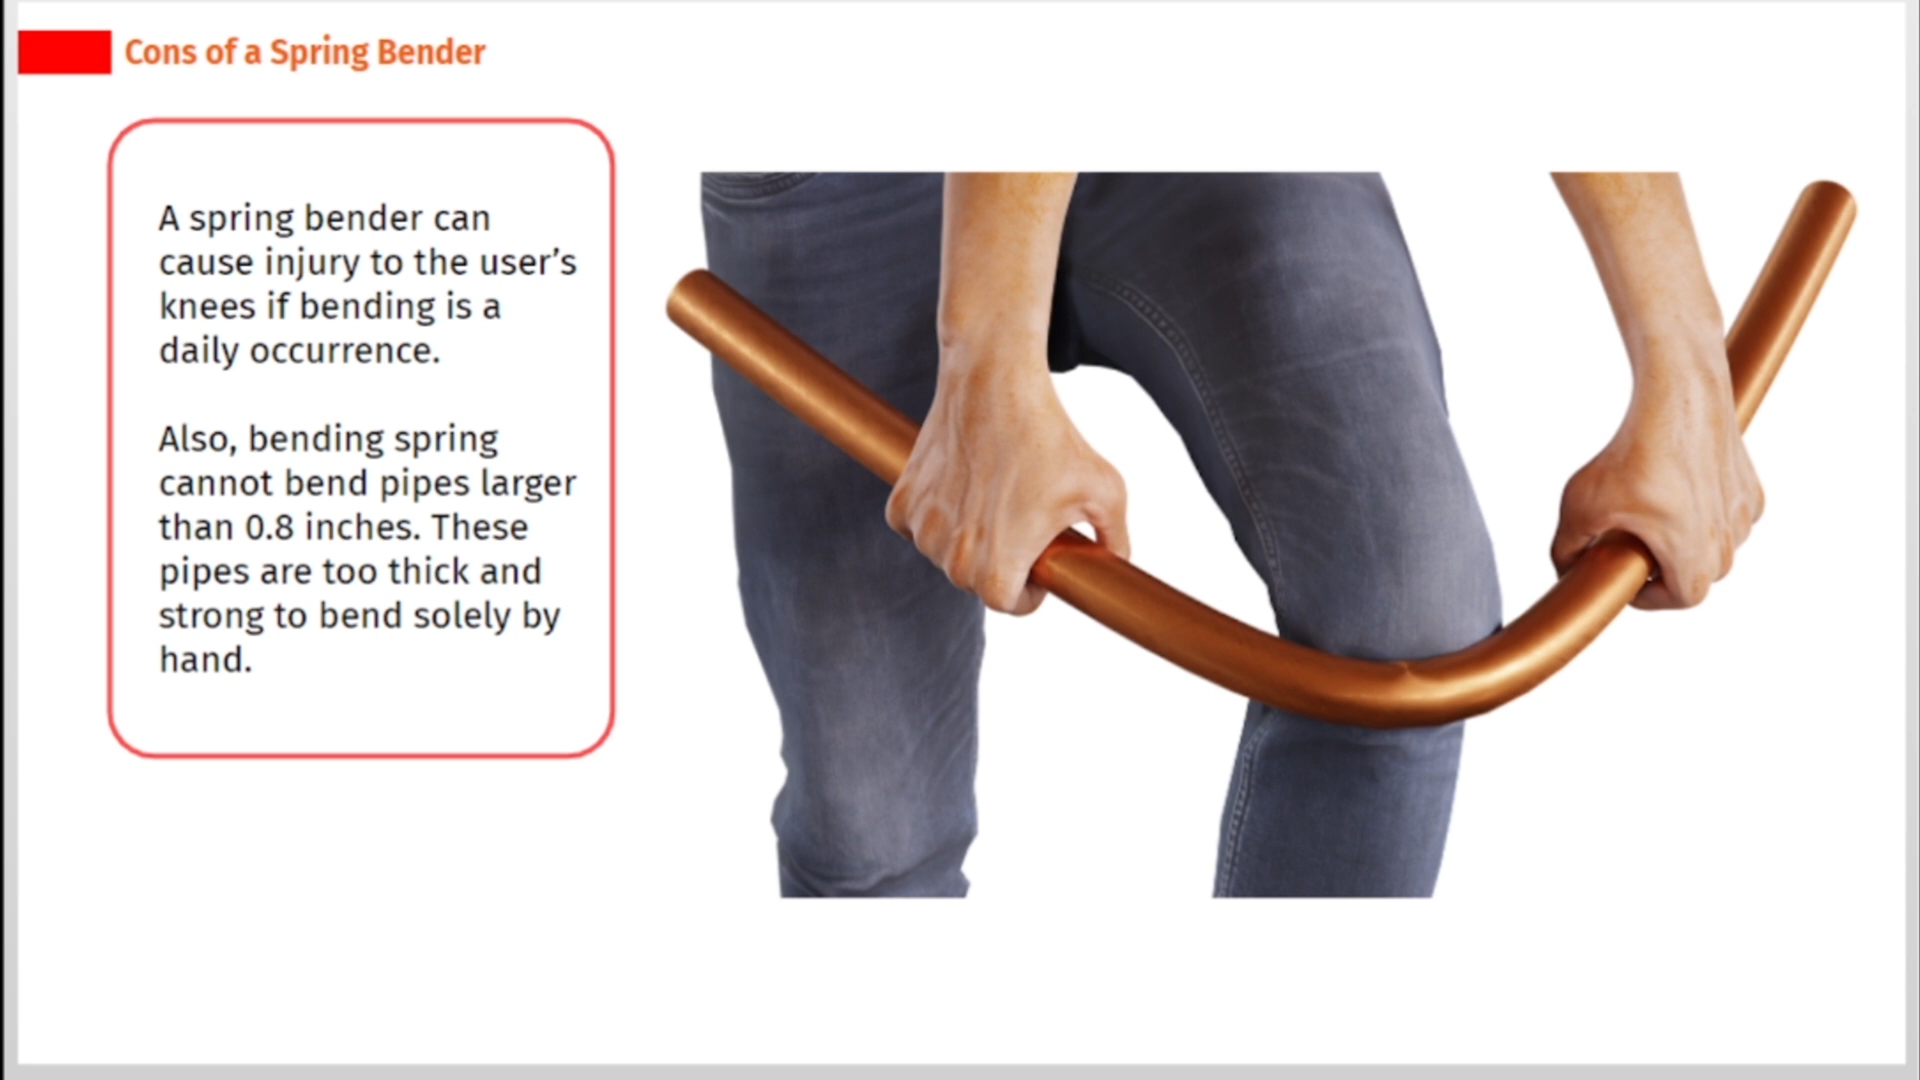 Cons of a Spring Bender
A spring bender can
cause injury to the user’s
knees if bending is a
daily occurrence.
Also, bending spring
cannot bend pipes larger
than 0.8 inches. These
pipes are too thick and
strong to bend solely by
hand.